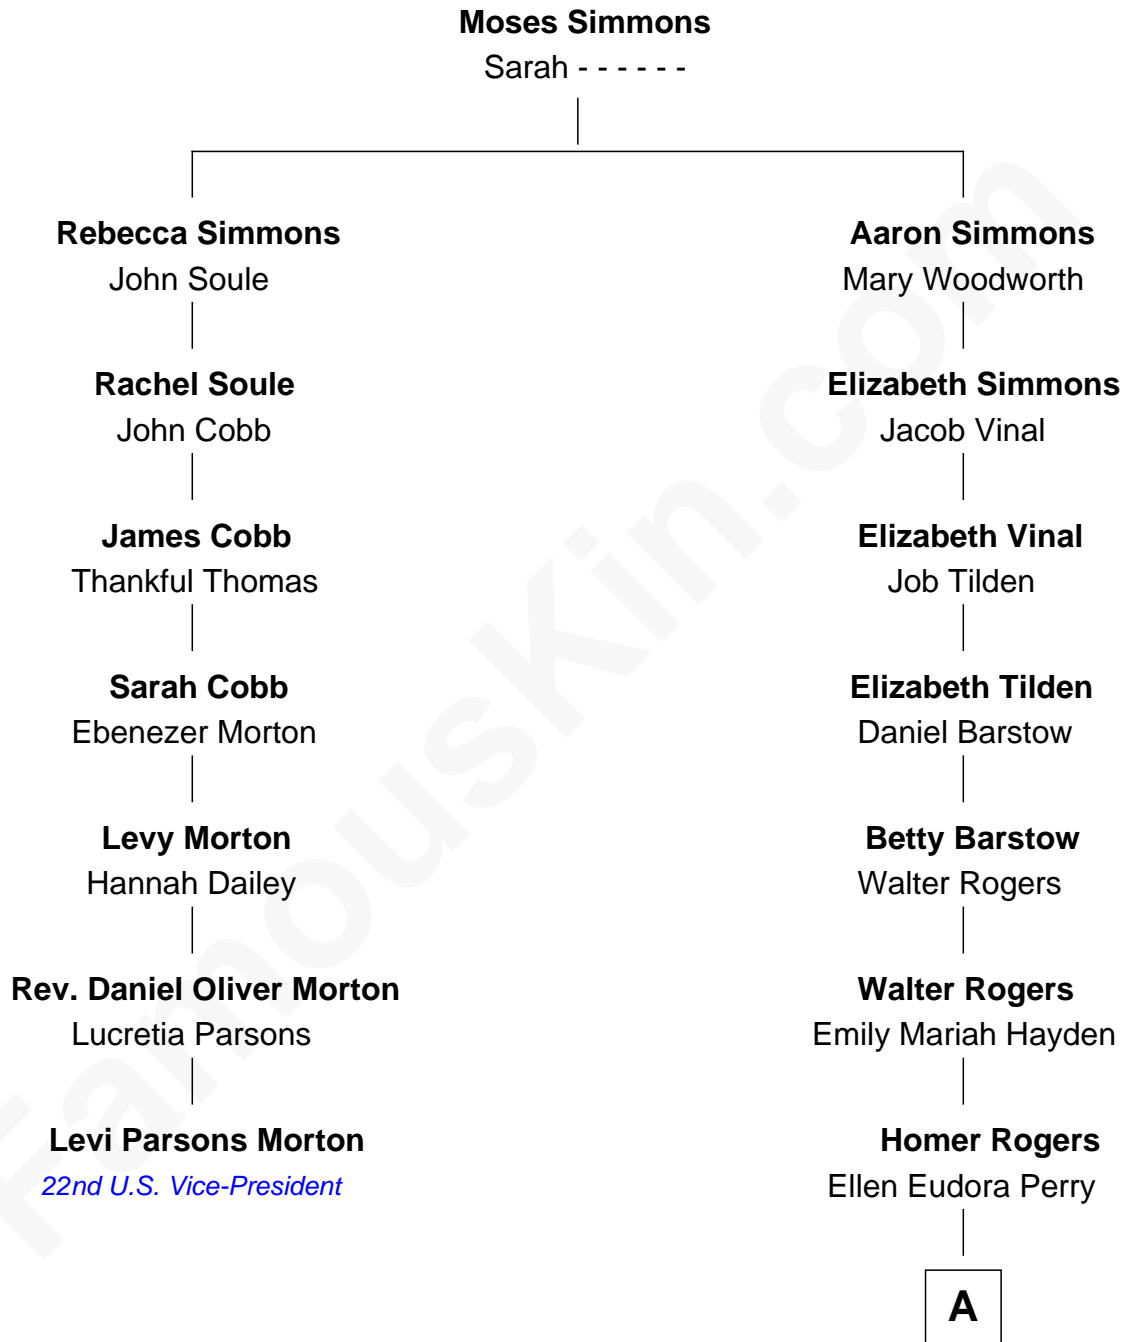 Moses Simmons
Sarah - - - - - -
Rebecca Simmons
John Soule
Rachel Soule
John Cobb
James Cobb
Thankful Thomas
Sarah Cobb
Ebenezer Morton
Levy Morton
Hannah Dailey
Rev. Daniel Oliver Morton
Lucretia Parsons
Levi Parsons Morton
22nd U.S. Vice-President
Aaron Simmons
Mary Woodworth
Elizabeth Simmons
Jacob Vinal
Elizabeth Vinal
Job Tilden
Elizabeth Tilden
Daniel Barstow
Betty Barstow
Walter Rogers
Walter Rogers
Emily Mariah Hayden
Homer Rogers
Ellen Eudora Perry
A
FamousKin.com